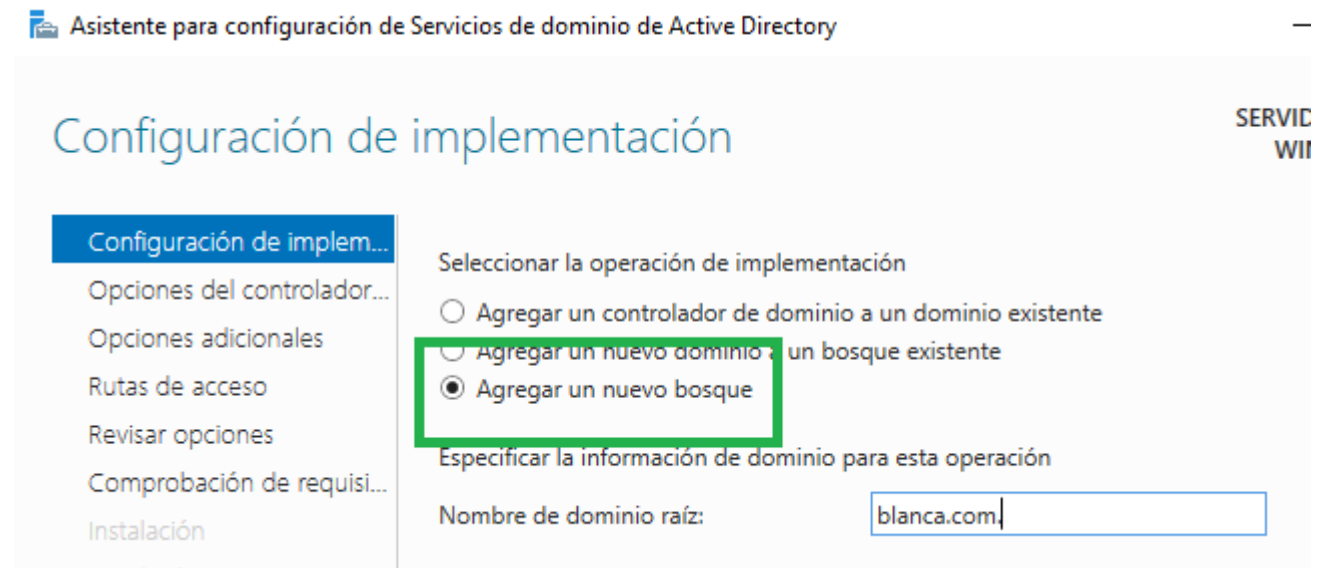 Asistente para configuración de Servicios de dominio de Active Directory
Configuración de implementación
SERVID
WIN
Configuración de implem...
Opciones del controlador...
Opciones adicionales
Rutas de acceso
Revisar opciones
Comprobación de requisi...
Instalación
Seleccionar la operación de implementación
Agregar un controlador de dominio a un dominio existente
Agregar un nuevo dominio a un bosque existente
Agregar un nuevo bosque
Especificar la información de dominio para esta operación
Nombre de dominio raíz:
blanca.com.